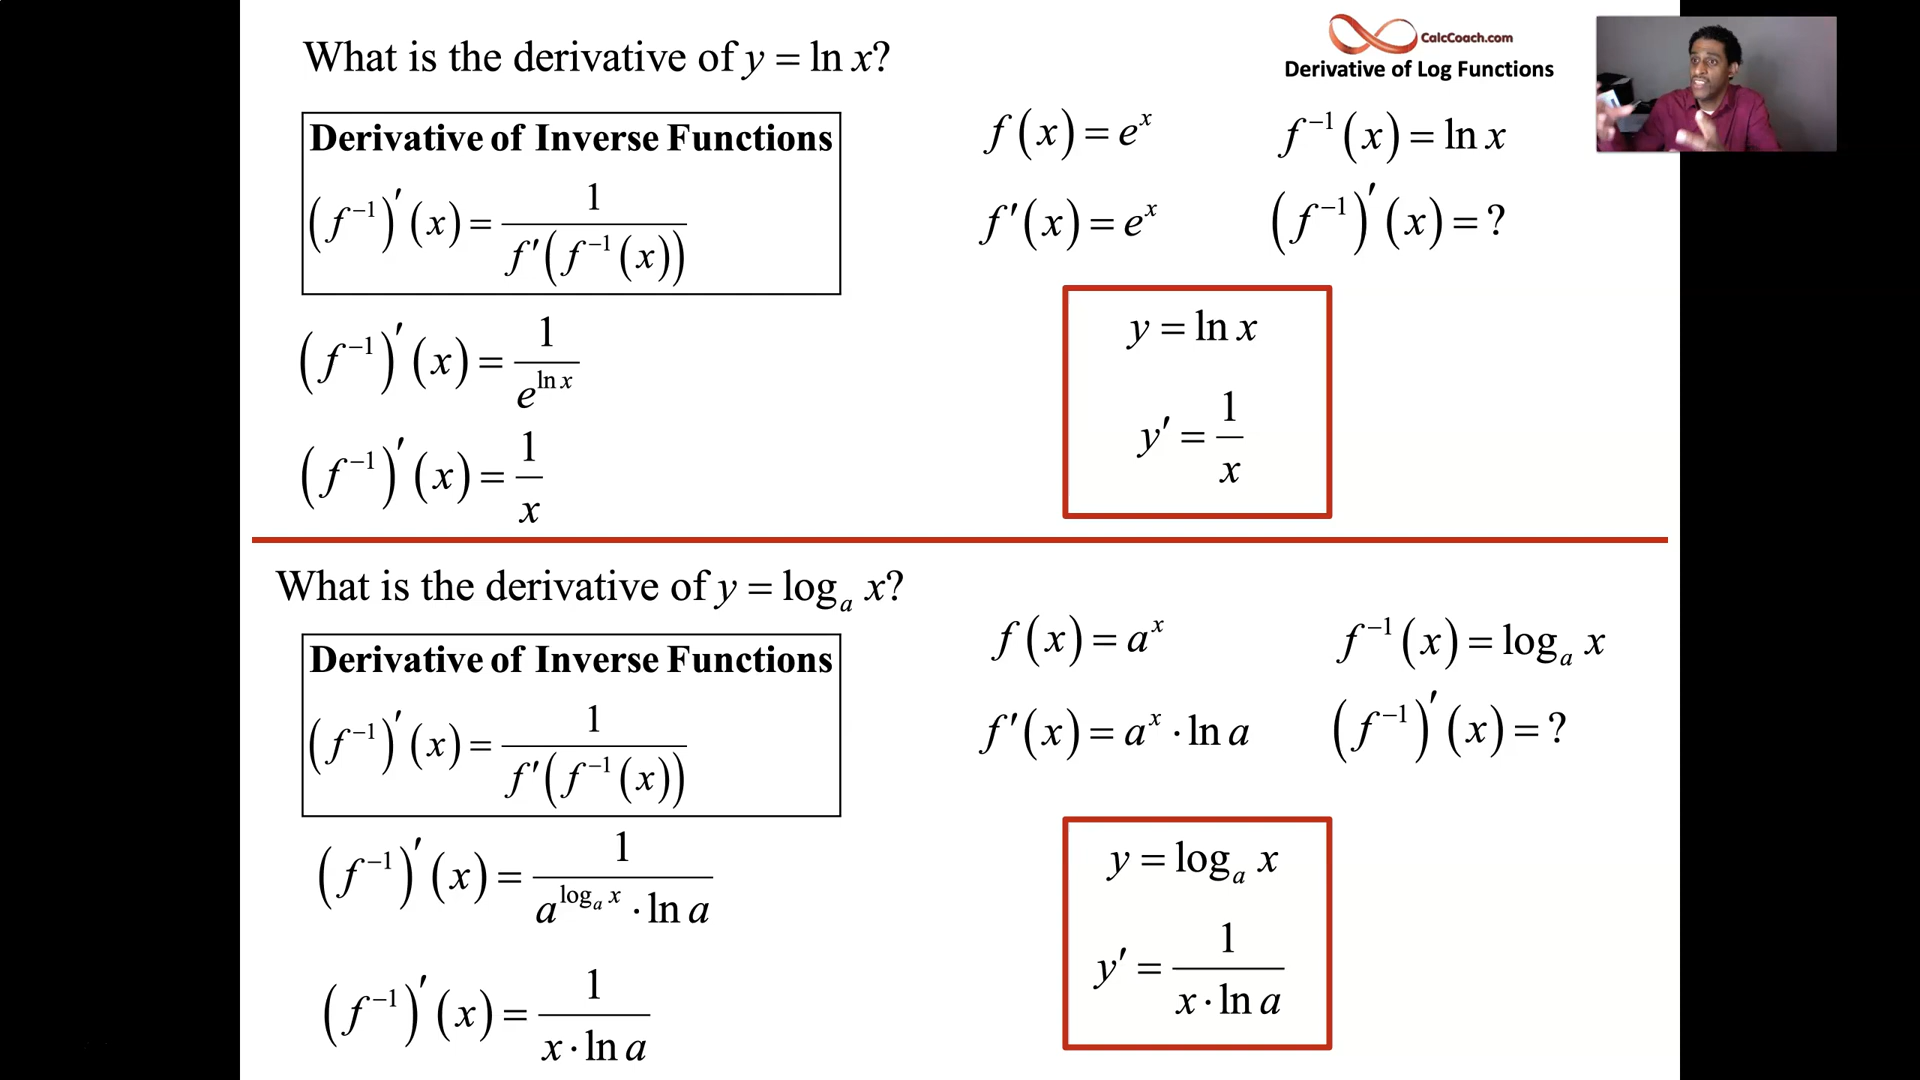 What is the derivative of y = ln x?
CalcCoach.com
Derivative of Log Functions
Derivative of Inverse Functions
(f⁻¹)′(x) = 1 / f′(f⁻¹(x))
f(x) = eˣ
f⁻¹(x) = ln x
f′(x) = eˣ
(f⁻¹)′(x) = ?
(f⁻¹)′(x) = 1 / e^(ln x)
(f⁻¹)′(x) = 1 / x
y = ln x
y′ = 1 / x
What is the derivative of y = logₐ x?
Derivative of Inverse Functions
(f⁻¹)′(x) = 1 / f′(f⁻¹(x))
f(x) = aˣ
f⁻¹(x) = logₐ x
f′(x) = aˣ · ln a
(f⁻¹)′(x) = ?
(f⁻¹)′(x) = 1 / a^(logₐ x) · ln a
(f⁻¹)′(x) = 1 / x · ln a
y = logₐ x
y′ = 1 / x · ln a